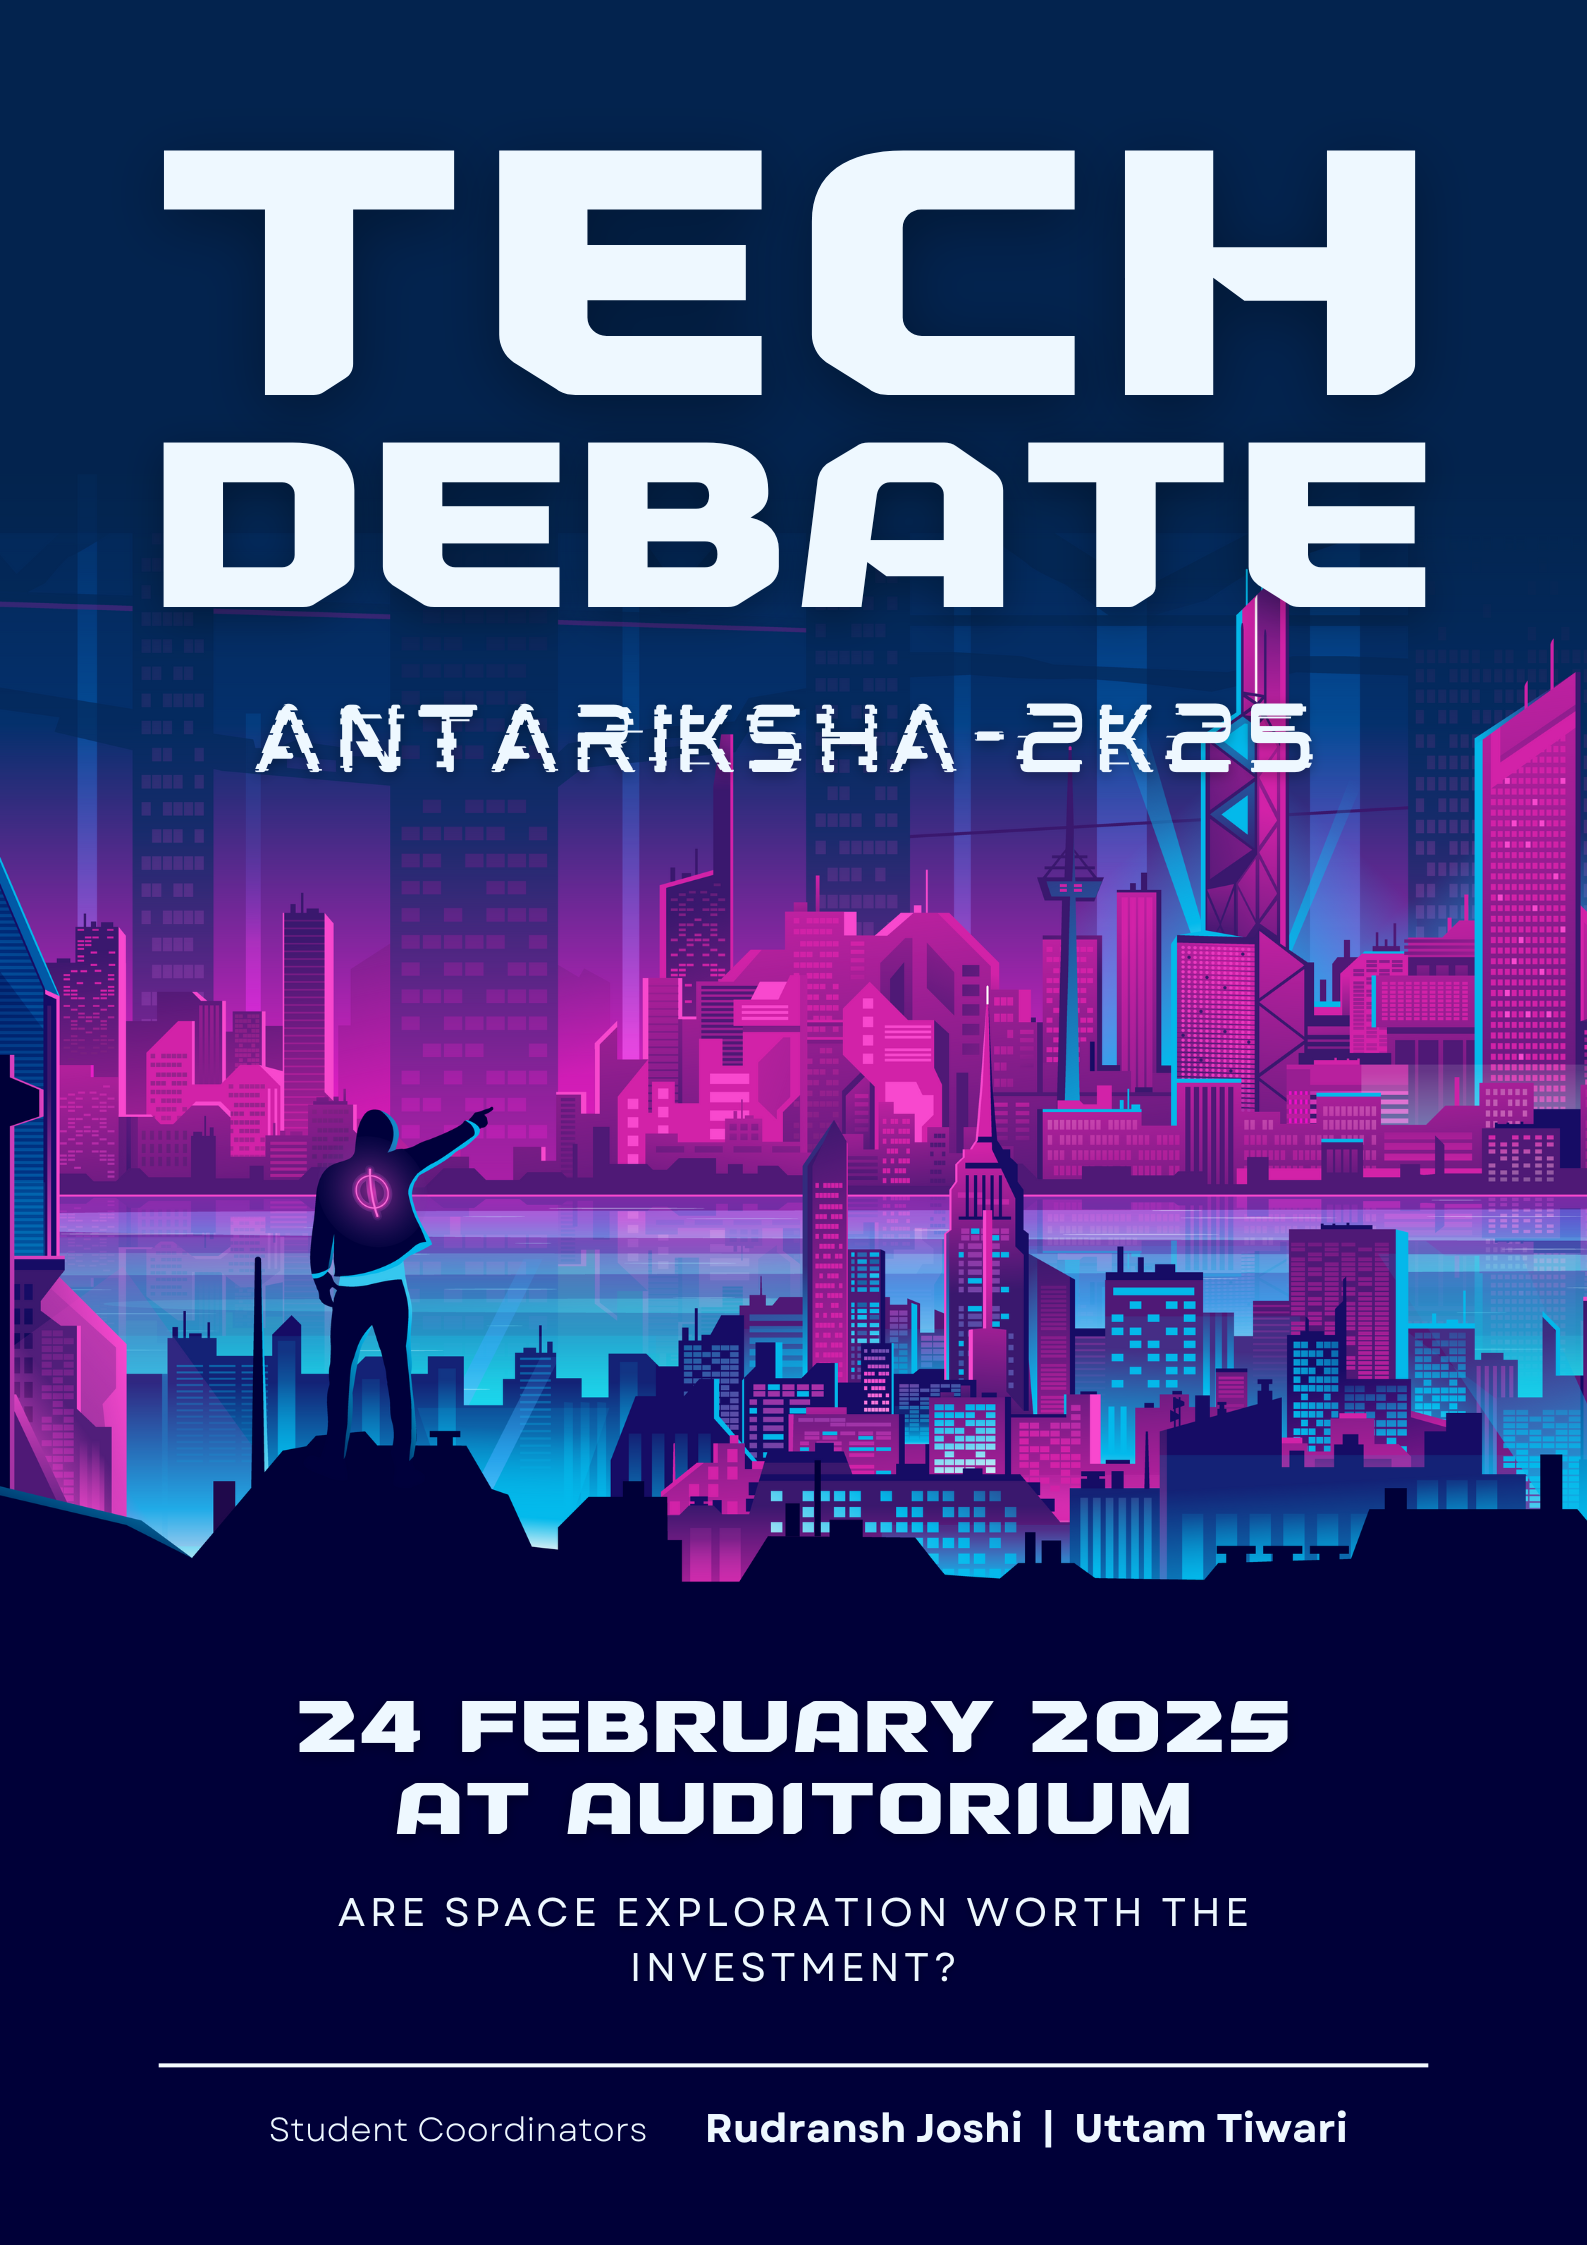 TECH
DEBATE
ANTARIKSHA-2K25
24 FEBRUARY 2025
AT AUDITORIUM
ARE SPACE EXPLORATION WORTH THE
INVESTMENT?
Student Coordinators Rudransh Joshi | Uttam Tiwari